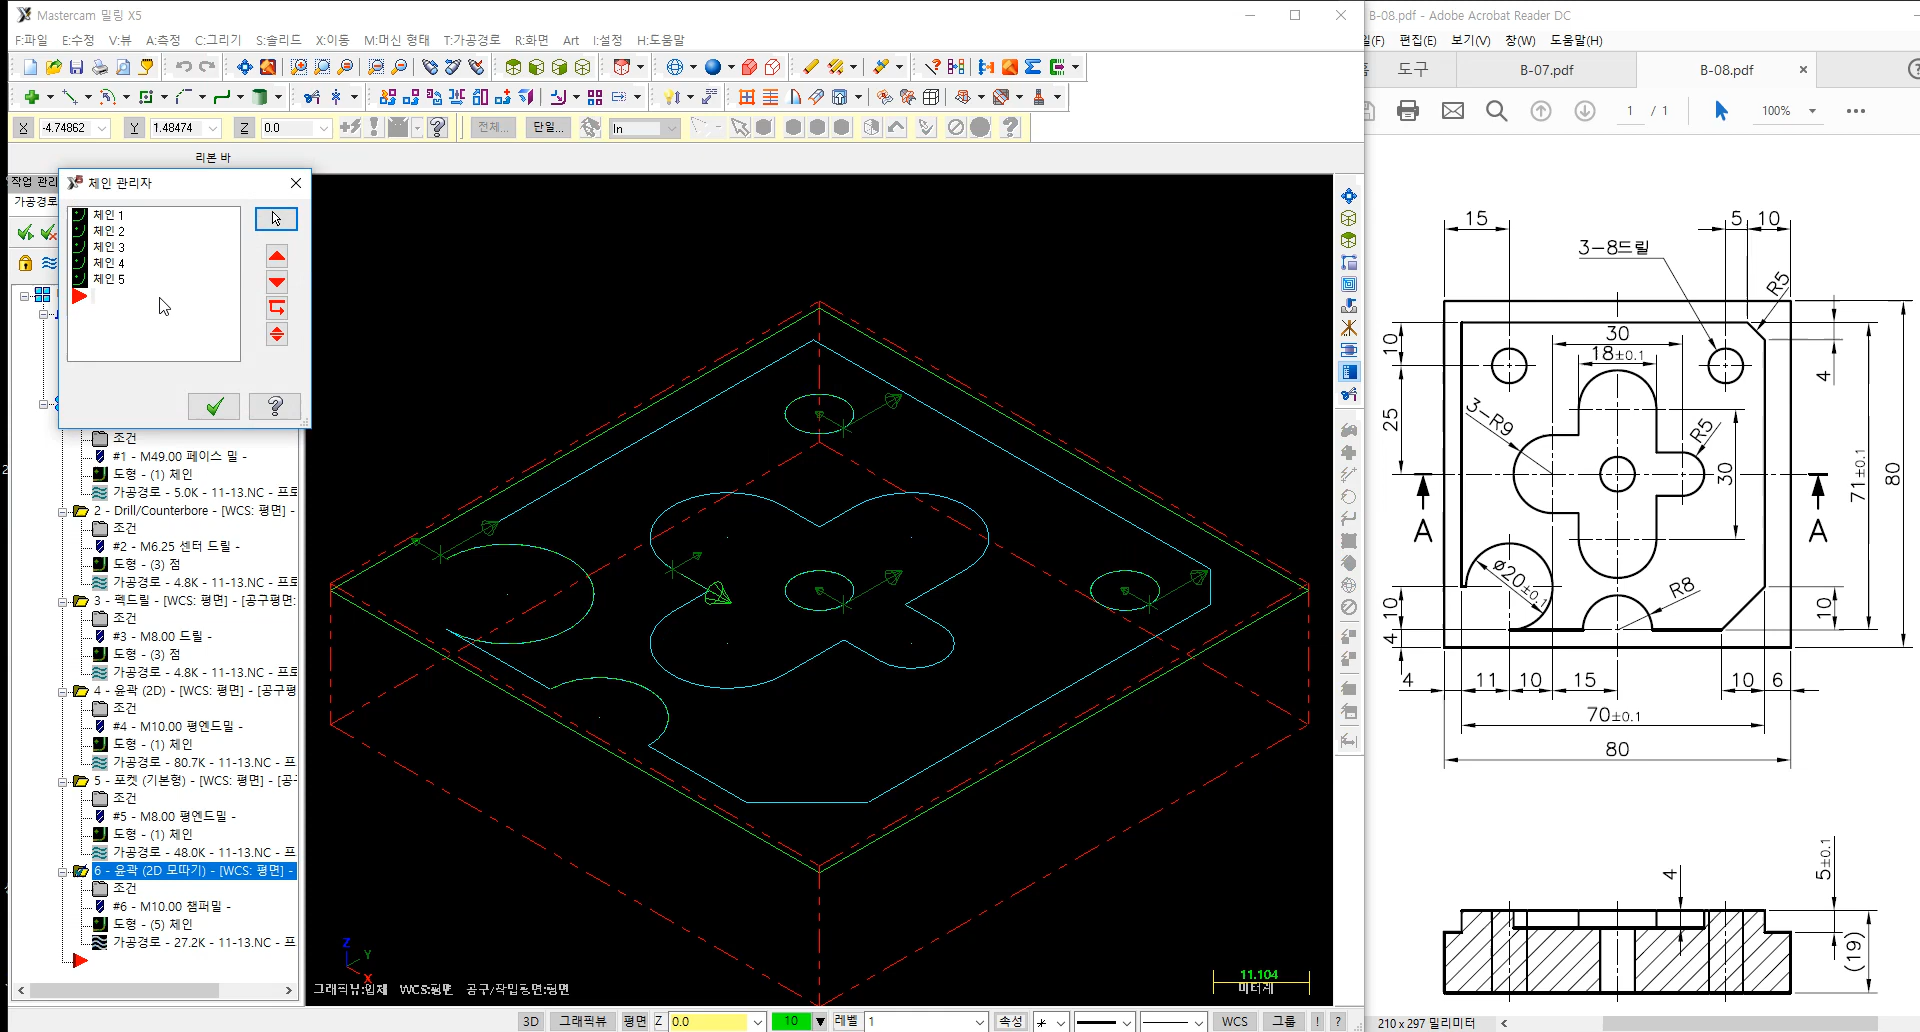 Mastercam 밀링 X5
F:파일 E:수정 V:뷰 A:측정 C:그리기 S:솔리드 X:이동 M:머신 형태 T:가공경로 R:화면 Art I:설정 H:도움말
X -4.74862 Y 1.48474 Z 0.0 전체... 단일... In
리본 바
작업 관리
가공경로
체인 관리자
체인 1
체인 2
체인 3
체인 4
체인 5
조건
#1 - M49.00 페이스 밀 -
도형 - (1) 체인
가공경로 - 5.0K - 11-13.NC - 프로
2 - Drill/Counterbore - [WCS: 평면] -
조건
#2 - M6.25 센터 드릴 -
도형 - (3) 점
가공경로 - 4.8K - 11-13.NC - 프로
3 - 펙드릴 - [WCS: 평면] - [공구평면:
조건
#3 - M8.00 드릴 -
도형 - (3) 점
가공경로 - 4.8K - 11-13.NC - 프로
4 - 윤곽 (2D) - [WCS: 평면] - [공구평
조건
#4 - M10.00 평엔드밀 -
도형 - (1) 체인
가공경로 - 80.7K - 11-13.NC - 프
5 - 포켓 (기본형) - [WCS: 평면] - [공구
조건
#5 - M8.00 평엔드밀 -
도형 - (1) 체인
가공경로 - 48.0K - 11-13.NC - 프
6 - 윤곽 (2D 모따기) - [WCS: 평면] -
조건
#6 - M10.00 챔퍼밀 -
도형 - (5) 체인
가공경로 - 27.2K - 11-13.NC - 프
Z
Y
X
그래픽뷰:입체 WCS:평면 공구/작업평면:평면
11.104
미터계
3D 그래픽뷰 평면 Z 0.0 10 레벨 1 속성 WCS 그룹 ! ?
B-08.pdf - Adobe Acrobat Reader DC
일(F) 편집(E) 보기(V) 창(W) 도움말(H)
홈 도구 B-07.pdf B-08.pdf
1 / 1 100%
15 5 10
3-8드릴
R5
30
18±0.1
10
4
25
3-R9
R5
30
71±0.1
80
A A
ø20±0.1
R8
10
10
4
4 11 10 15 10 6
70±0.1
80
4
5±0.1
(19)
210 x 297 밀리미터